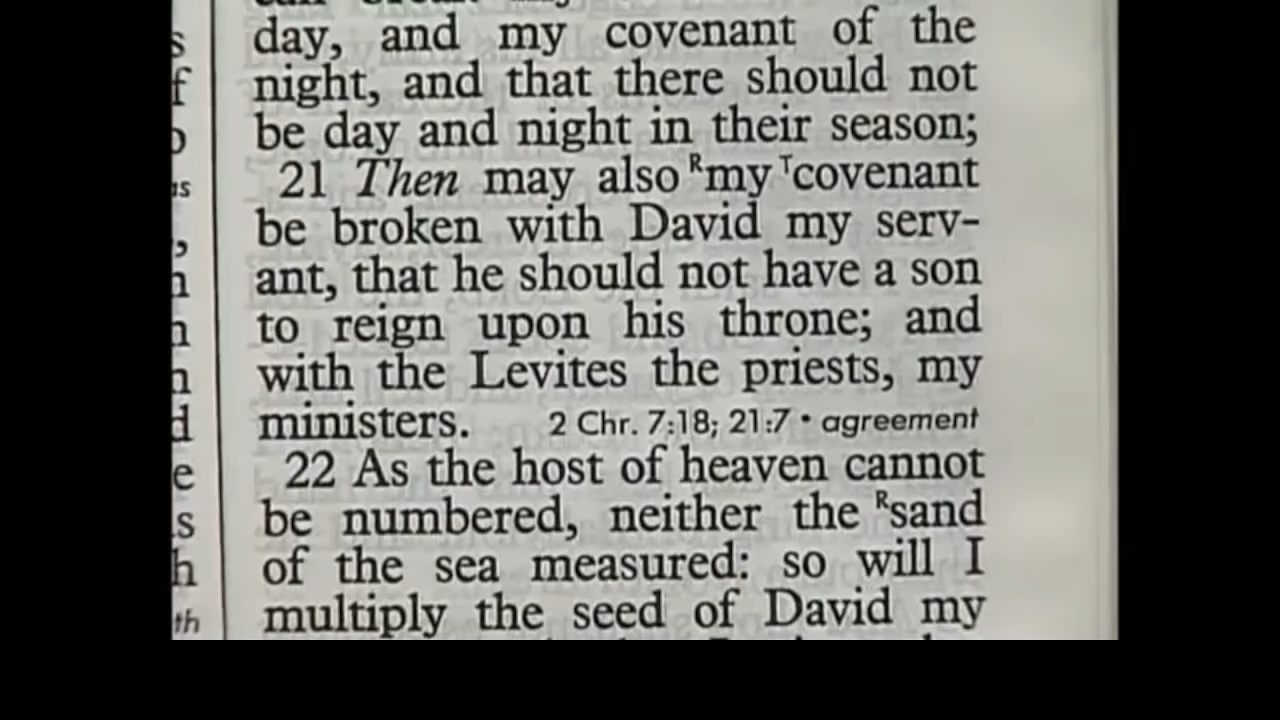 day, and my covenant of the
night, and that there should not
be day and night in their season;
21 Then may also ᴿmy ᵀcovenant
be broken with David my serv-
ant, that he should not have a son
to reign upon his throne; and
with the Levites the priests, my
ministers. 2 Chr. 7:18; 21:7 • agreement
22 As the host of heaven cannot
be numbered, neither the ᴿsand
of the sea measured: so will I
multiply the seed of David my